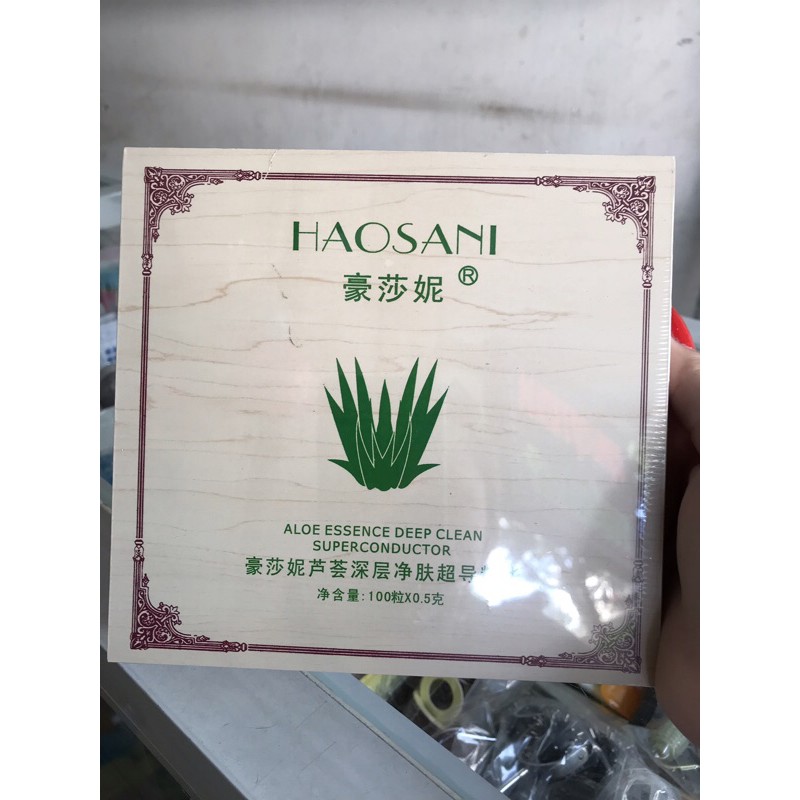 HAOSANI
豪莎妮®
ALOE ESSENCE DEEP CLEAN
SUPERCONDUCTOR
豪莎妮芦荟深层净肤超导
净含量:100粒X0.5克